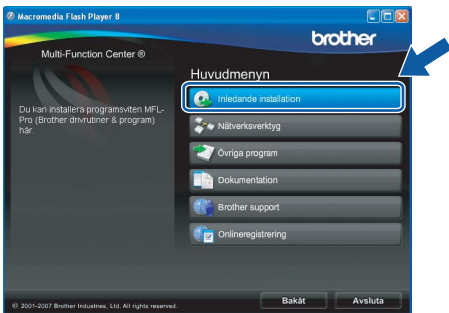 Macromedia Flash Player 8
brother
Multi-Function Center ®
Huvudmenyn
Du kan installera programsviten MFL-
Pro (Brother drivrutiner & program)
här.
Inledande installation
Nätverksverktyg
Övriga program
Dokumentation
Brother support
Onlineregistrering
© 2001-2007 Brother Industries, Ltd. All rights reserved.
Bakåt
Avsluta